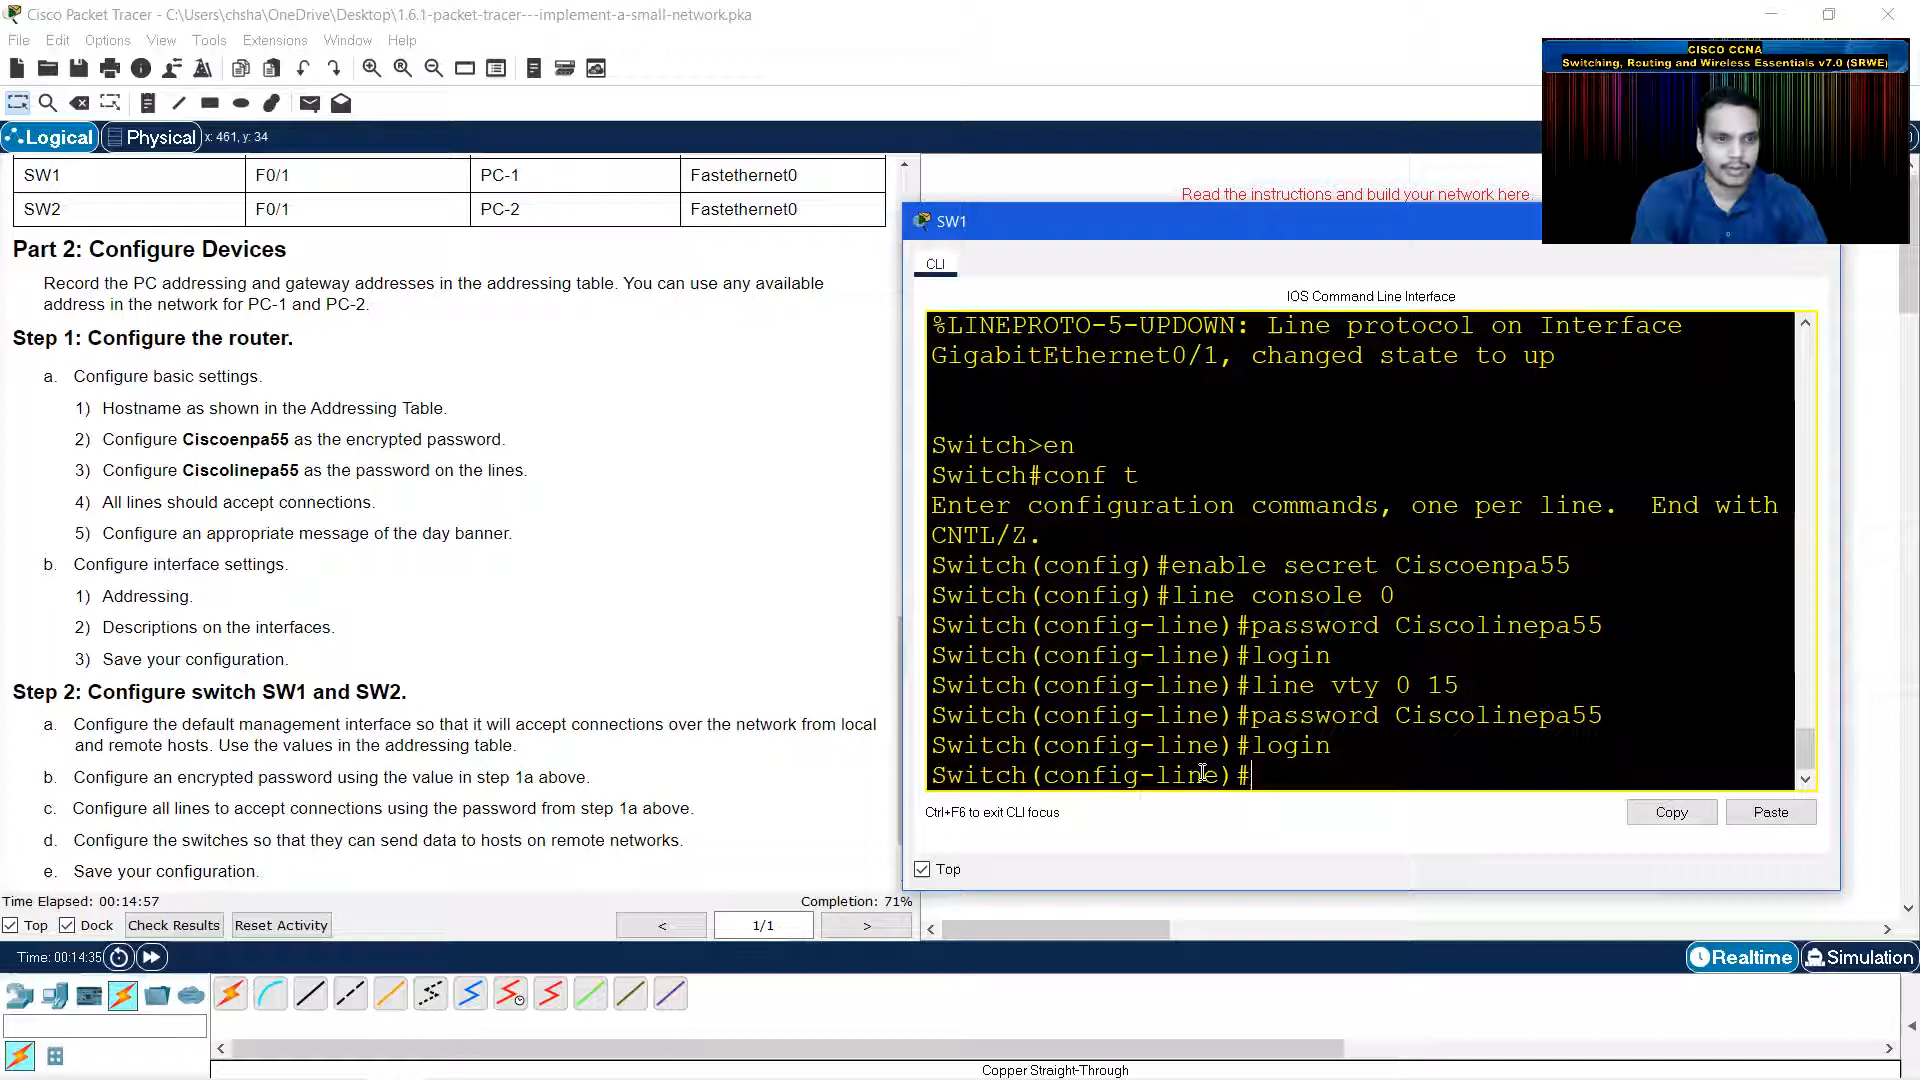 Cisco Packet Tracer - C:\Users\chsha\OneDrive\Desktop\1.6.1-packet-tracer---implement-a-small-network.pka
File Edit Options View Tools Extensions Window Help
CISCO CCNA
Switching, Routing and Wireless Essentials v7.0 (SRWE)
Logical Physical x: 461, y: 34
SW1 F0/1 PC-1 Fastethernet0
SW2 F0/1 PC-2 Fastethernet0
Part 2: Configure Devices
Record the PC addressing and gateway addresses in the addressing table. You can use any available
address in the network for PC-1 and PC-2.
Step 1: Configure the router.
a. Configure basic settings.
1) Hostname as shown in the Addressing Table.
2) Configure Ciscoenpa55 as the encrypted password.
3) Configure Ciscolinepa55 as the password on the lines.
4) All lines should accept connections.
5) Configure an appropriate message of the day banner.
b. Configure interface settings.
1) Addressing.
2) Descriptions on the interfaces.
3) Save your configuration.
Step 2: Configure switch SW1 and SW2.
a. Configure the default management interface so that it will accept connections over the network from local
and remote hosts. Use the values in the addressing table.
b. Configure an encrypted password using the value in step 1a above.
c. Configure all lines to accept connections using the password from step 1a above.
d. Configure the switches so that they can send data to hosts on remote networks.
e. Save your configuration.
Time Elapsed: 00:14:57 Completion: 71%
Top Dock Check Results Reset Activity < 1/1 >
Read the instructions and build your network here.
SW1
CLI
IOS Command Line Interface
%LINEPROTO-5-UPDOWN: Line protocol on Interface
GigabitEthernet0/1, changed state to up
Switch>en
Switch#conf t
Enter configuration commands, one per line.  End with
CNTL/Z.
Switch(config)#enable secret Ciscoenpa55
Switch(config)#line console 0
Switch(config-line)#password Ciscolinepa55
Switch(config-line)#login
Switch(config-line)#line vty 0 15
Switch(config-line)#password Ciscolinepa55
Switch(config-line)#login
Switch(config-line)#
Ctrl+F6 to exit CLI focus Copy Paste
Top
Time: 00:14:35 Realtime Simulation
Copper Straight-Through